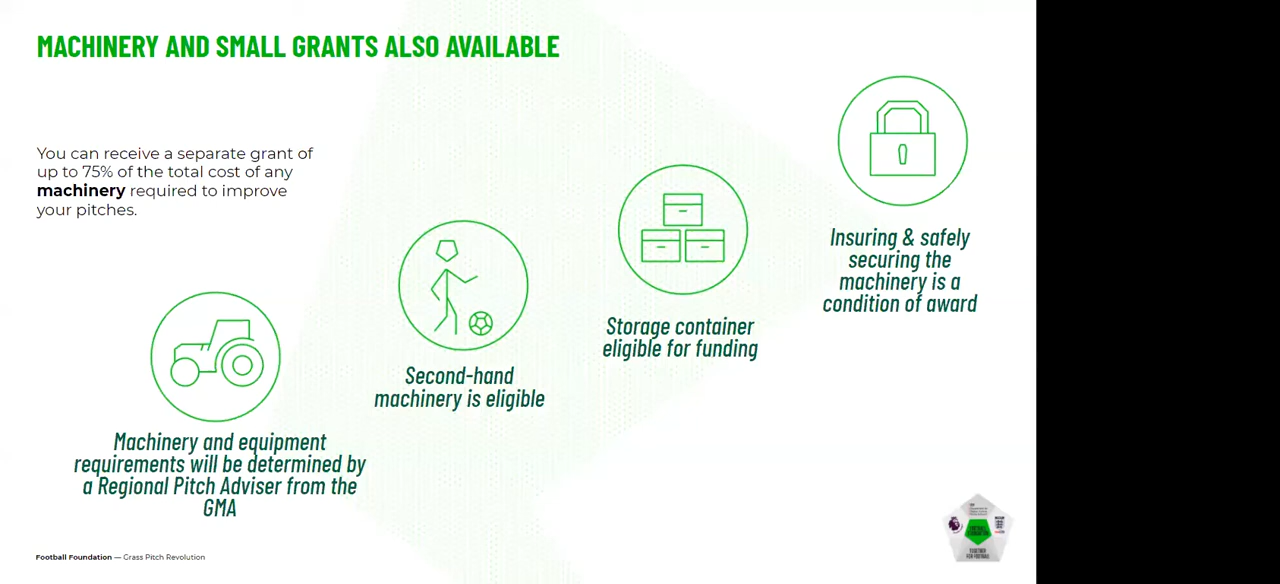 MACHINERY AND SMALL GRANTS ALSO AVAILABLE
You can receive a separate grant of
up to 75% of the total cost of any
machinery required to improve
your pitches.
Machinery and equipment
requirements will be determined by
a Regional Pitch Adviser from the
GMA
Second-hand
machinery is eligible
Storage container
eligible for funding
Insuring & safely
securing the
machinery is a
condition of award
Football Foundation — Grass Pitch Revolution
TOGETHER
FOR FOOTBALL